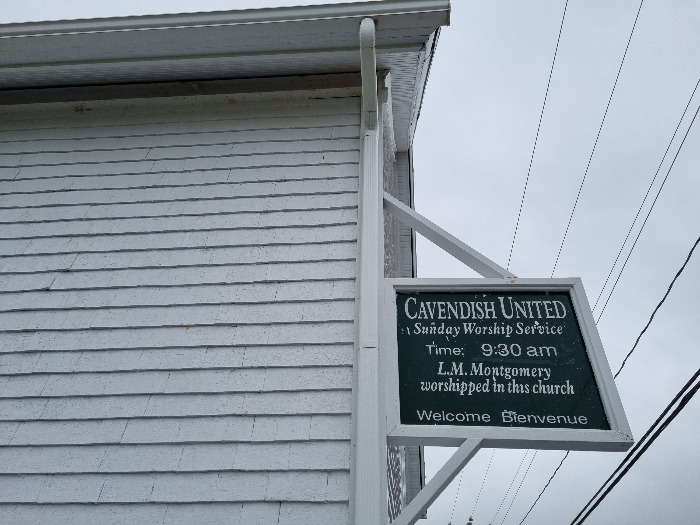 CAVENDISH UNITED
Sunday Worship Service
Time: 9:30 am
L.M. Montgomery
worshipped in this church
Welcome Bienvenue